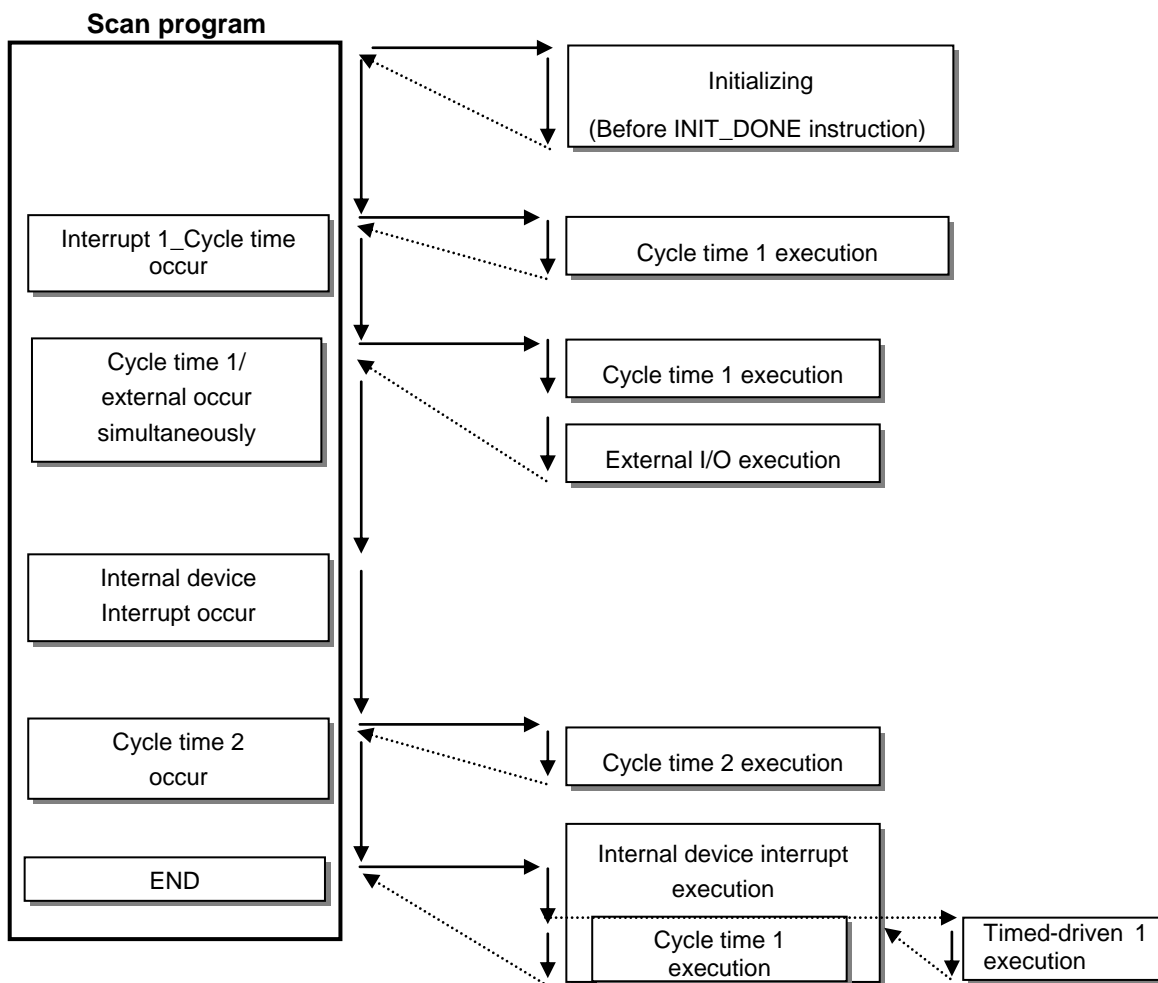 Scan program
Initializing
(Before INIT_DONE instruction)
Interrupt 1_Cycle time
occur
Cycle time 1 execution
Cycle time 1/
external occur
simultaneously
Cycle time 1 execution
External I/O execution
Internal device
Interrupt occur
Cycle time 2
occur
Cycle time 2 execution
END
Internal device interrupt
execution
Cycle time 1
execution
Timed-driven 1
execution